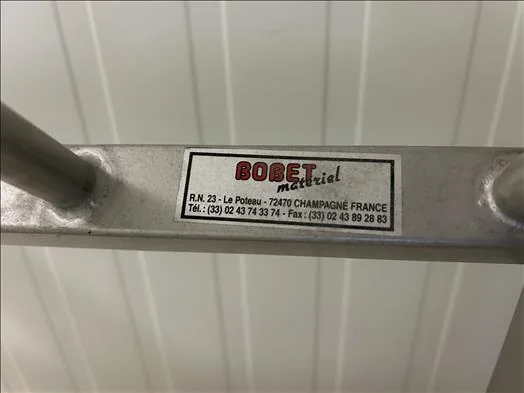 BOBET
matériel
R.N. 23 - Le Poteau - 72470 CHAMPAGNÉ FRANCE
Tél. : (33) 02 43 74 33 74 - Fax : (33) 02 43 89 28 83